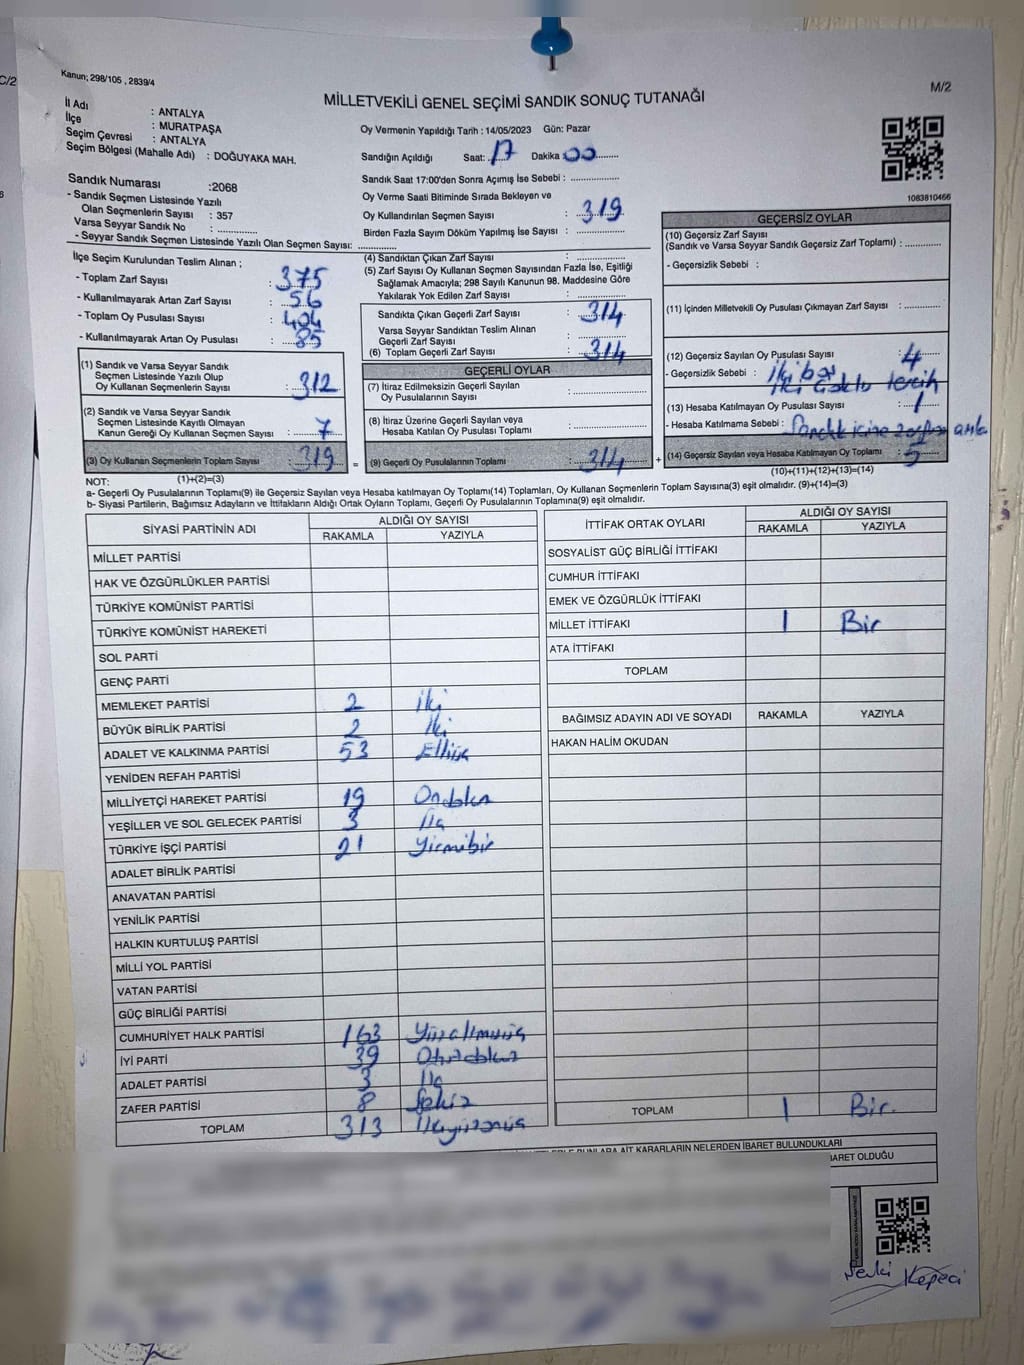 C/2
Kanun; 298/105 , 2839/4
M/2
MİLLETVEKİLİ GENEL SEÇİMİ SANDIK SONUÇ TUTANAĞI
İl Adı : ANTALYA
İlçe : MURATPAŞA
Seçim Çevresi : ANTALYA
Seçim Bölgesi (Mahalle Adı) : DOĞUYAKA MAH.
Oy Vermenin Yapıldığı Tarih : 14/05/2023 Gün: Pazar
Sandığın Açıldığı Saat: 17 Dakika : 00
Sandık Saat 17:00'den Sonra Açımış İse Sebebi :
Sandık Numarası :2068
- Sandık Seçmen Listesinde Yazılı
Olan Seçmenlerin Sayısı : 357
Varsa Seyyar Sandık No :
- Seyyar Sandık Seçmen Listesinde Yazılı Olan Seçmen Sayısı:
Oy Verme Saati Bitiminde Sırada Bekleyen ve
Oy Kullandırılan Seçmen Sayısı : 319
Birden Fazla Sayım Döküm Yapılmış İse Sayısı :
1083810466
İlçe Seçim Kurulundan Teslim Alınan ;
- Toplam Zarf Sayısı : 375
- Kullanılmayarak Artan Zarf Sayısı : 56
- Toplam Oy Pusulası Sayısı : 404
- Kullanılmayarak Artan Oy Pusulası : 85
(4) Sandıktan Çıkan Zarf Sayısı :
(5) Zarf Sayısı Oy Kullanan Seçmen Sayısından Fazla İse, Eşitliği
Sağlamak Amacıyla; 298 Sayılı Kanunun 98. Maddesine Göre
Yakılarak Yok Edilen Zarf Sayısı :
Sandıkta Çıkan Geçerli Zarf Sayısı : 314
Varsa Seyyar Sandıktan Teslim Alınan
Geçerli Zarf Sayısı :
(6) Toplam Geçerli Zarf Sayısı : 314
GEÇERSİZ OYLAR
(10) Geçersiz Zarf Sayısı
(Sandık ve Varsa Seyyar Sandık Geçersiz Zarf Toplamı) :
- Geçersizlik Sebebi :
(11) İçinden Milletvekili Oy Pusulası Çıkmayan Zarf Sayısı :
(12) Geçersiz Sayılan Oy Pusulası Sayısı : 4
- Geçersizlik Sebebi : İki boş
İki çoklu tercih
(13) Hesaba Katılmayan Oy Pusulası Sayısı : 1
- Hesaba Katılmama Sebebi : Sandık içine
(14) Geçersiz Sayılan veya Hesaba Katılmayan Oy Toplamı : 5
(10)+(11)+(12)+(13)=(14)
(1) Sandık ve Varsa Seyyar Sandık
Seçmen Listesinde Yazılı Olup
Oy Kullanan Seçmenlerin Sayısı : 312
(2) Sandık ve Varsa Seyyar Sandık
Seçmen Listesinde Kayıtlı Olmayan
Kanun Gereği Oy Kullanan Seçmen Sayısı : 7
(3) Oy Kullanan Seçmenlerin Toplam Sayısı : 319
(1)+(2)=(3)
GEÇERLİ OYLAR
(7) İtiraz Edilmeksizin Geçerli Sayılan
Oy Pusulalarının Sayısı :
(8) İtiraz Üzerine Geçerli Sayılan veya
Hesaba Katılan Oy Pusulası Toplamı :
= (9) Geçerli Oy Pusulalarının Toplamı : 314 +
NOT:
a- Geçerli Oy Pusulalarının Toplamı(9) ile Geçersiz Sayılan veya Hesaba katılmayan Oy Toplamı(14) Toplamları, Oy Kullanan Seçmenlerin Toplam Sayısına(3) eşit olmalıdır. (9)+(14)=(3)
b- Siyasi Partilerin, Bağımsız Adayların ve İttifakların Aldığı Ortak Oyların Toplamı, Geçerli Oy Pusulalarının Toplamına(9) eşit olmalıdır.
SİYASİ PARTİNİN ADI ALDIĞI OY SAYISI
RAKAMLA YAZIYLA
MİLLET PARTİSİ
HAK VE ÖZGÜRLÜKLER PARTİSİ
TÜRKİYE KOMÜNİST PARTİSİ
TÜRKİYE KOMÜNİST HAREKETİ
SOL PARTİ
GENÇ PARTİ
MEMLEKET PARTİSİ 2 İki
BÜYÜK BİRLİK PARTİSİ 2 İki
ADALET VE KALKINMA PARTİSİ 53 Elliüç
YENİDEN REFAH PARTİSİ
MİLLİYETÇİ HAREKET PARTİSİ 19 Ondokuz
YEŞİLLER VE SOL GELECEK PARTİSİ 3 Üç
TÜRKİYE İŞÇİ PARTİSİ 21 Yirmibir
ADALET BİRLİK PARTİSİ
ANAVATAN PARTİSİ
YENİLİK PARTİSİ
HALKIN KURTULUŞ PARTİSİ
MİLLİ YOL PARTİSİ
VATAN PARTİSİ
GÜÇ BİRLİĞİ PARTİSİ
CUMHURİYET HALK PARTİSİ 163 Yüzaltmışüç
İYİ PARTİ 39 Otuzdokuz
ADALET PARTİSİ 3 Üç
ZAFER PARTİSİ 8 Sekiz
TOPLAM 313 Üçyüzonüç
İTTİFAK ORTAK OYLARI ALDIĞI OY SAYISI
RAKAMLA YAZIYLA
SOSYALİST GÜÇ BİRLİĞİ İTTİFAKI
CUMHUR İTTİFAKI
EMEK VE ÖZGÜRLÜK İTTİFAKI
MİLLET İTTİFAKI 1 Bir
ATA İTTİFAKI
TOPLAM
BAĞIMSIZ ADAYIN ADI VE SOYADI RAKAMLA YAZIYLA
HAKAN HALİM OKUDAN
TOPLAM 1 Bir
AİT KARARLARIN NELERDEN İBARET BULUNDUKLARI
BARET OLDUĞU
Kepeci